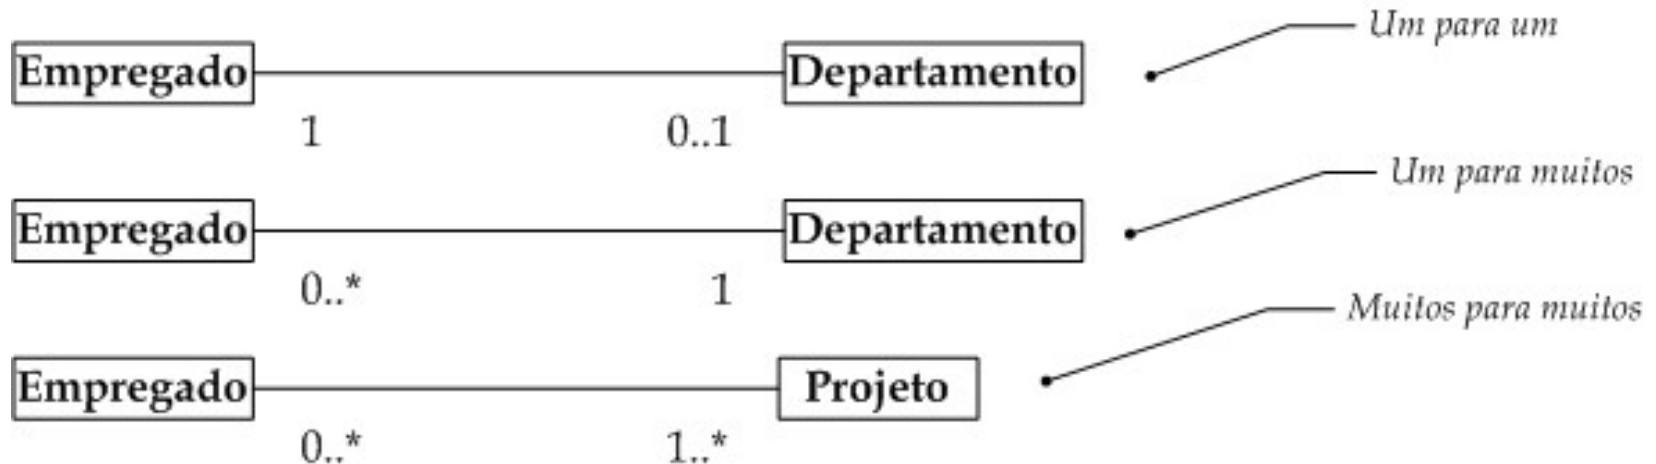 Um para um
Empregado Departamento
1 0..1
Um para muitos
Empregado Departamento
0..* 1
Muitos para muitos
Empregado Projeto
0..* 1..*